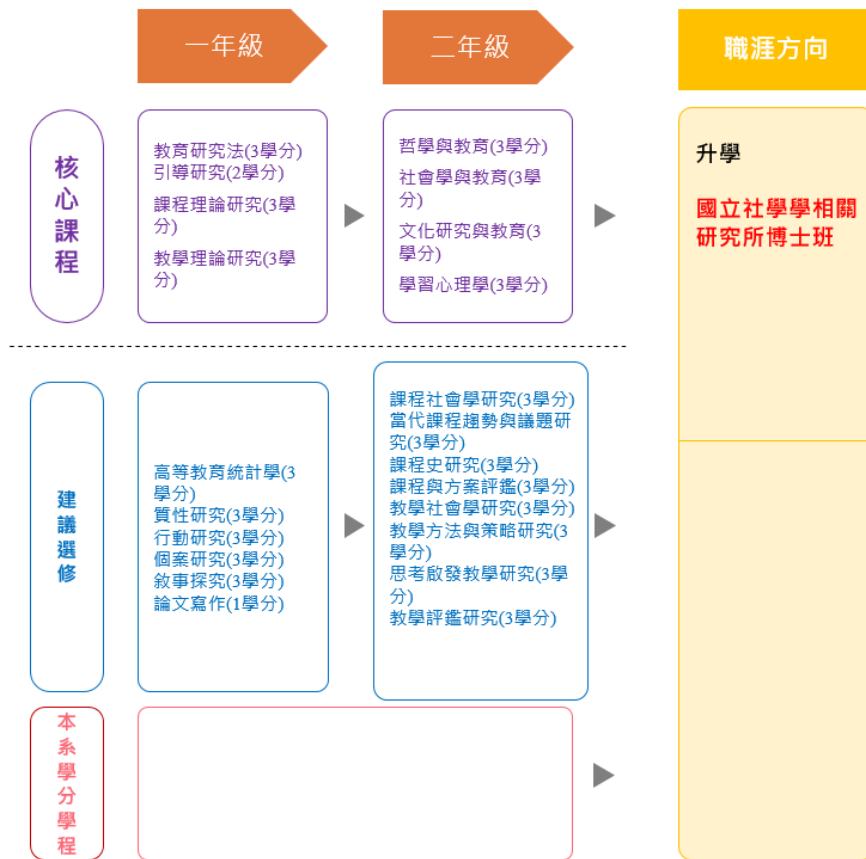 一年級
二年級
職涯方向
核心課程
教育研究法(3學分)
引導研究(2學分)
課程理論研究(3學
分)
教學理論研究(3學
分)
哲學與教育(3學分)
社會學與教育(3學
分)
文化研究與教育(3
學分)
學習心理學(3學分)
升學
國立社學學相關
研究所博士班
建議選修
高等教育統計學(3
學分)
質性研究(3學分)
行動研究(3學分)
個案研究(3學分)
敘事探究(3學分)
論文寫作(1學分)
課程社會學研究(3學分)
當代課程趨勢與議題研
究(3學分)
課程史研究(3學分)
課程與方案評鑑(3學分)
教學社會學研究(3學分)
教學方法與策略研究(3
學分)
思考啟發教學研究(3學
分)
教學評鑑研究(3學分)
本系學分學程